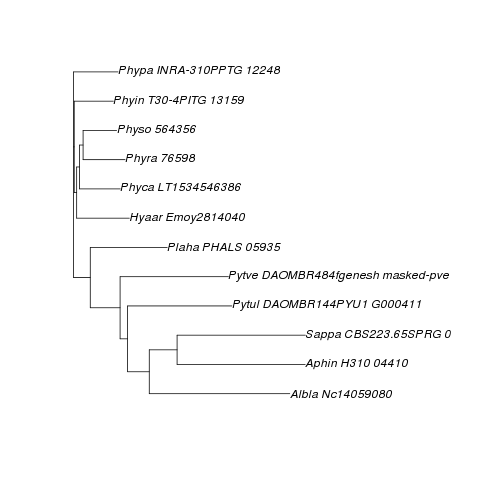 Phypa INRA-310PPTG 12248
Phyin T30-4PITG 13159
Physo 564356
Phyra 76598
Phyca LT1534546386
Hyaar Emoy2814040
Plaha PHALS 05935
Pytve DAOMBR484fgenesh masked-pve
Pytul DAOMBR144PYU1 G000411
Sappa CBS223.65SPRG 0
Aphin H310 04410
Albla Nc14059080